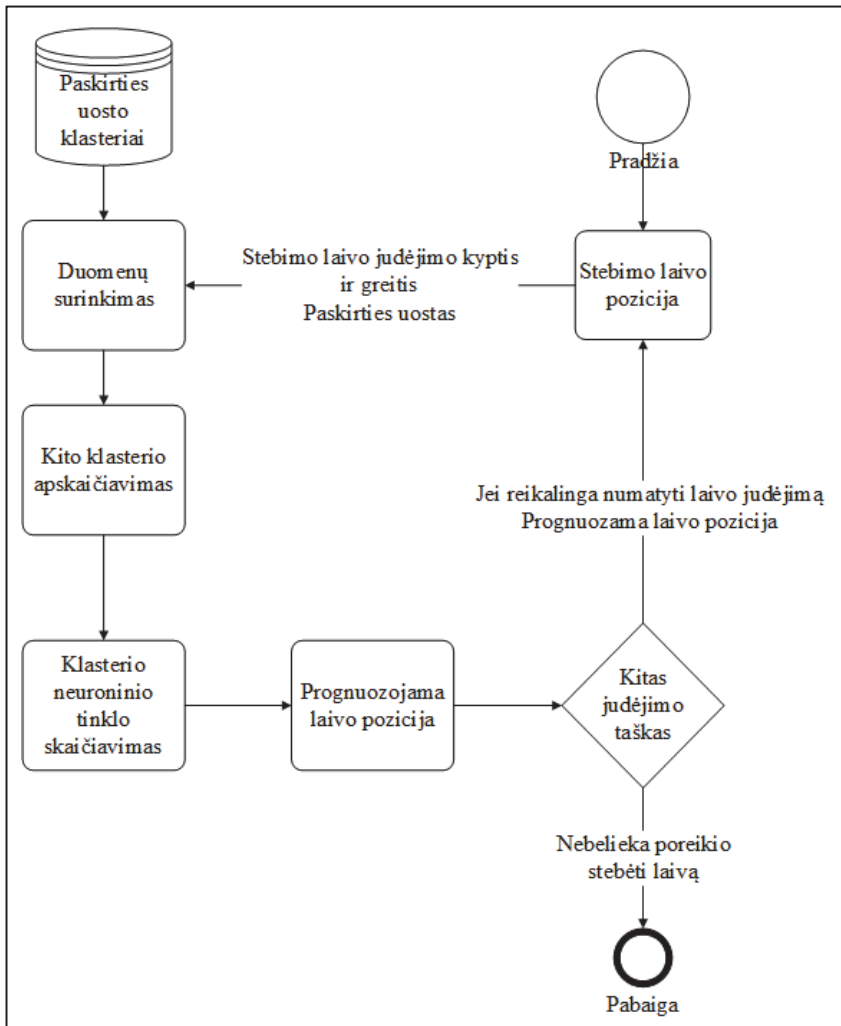 Paskirties
uosto
klasteriai
Pradžia
Duomenų
surinkimas
Stebimo laivo judėjimo kyptis
ir greitis
Paskirties uostas
Stebimo laivo
pozicija
Kito klasterio
apskaičiavimas
Jei reikalinga numatyti laivo judėjimą
Prognuozama laivo pozicija
Klasterio
neuroninio
tinklo
skaičiavimas
Prognuozojama
laivo pozicija
Kitas
judėjimo
taškas
Nebelieka poreikio
stebėti laivą
Pabaiga